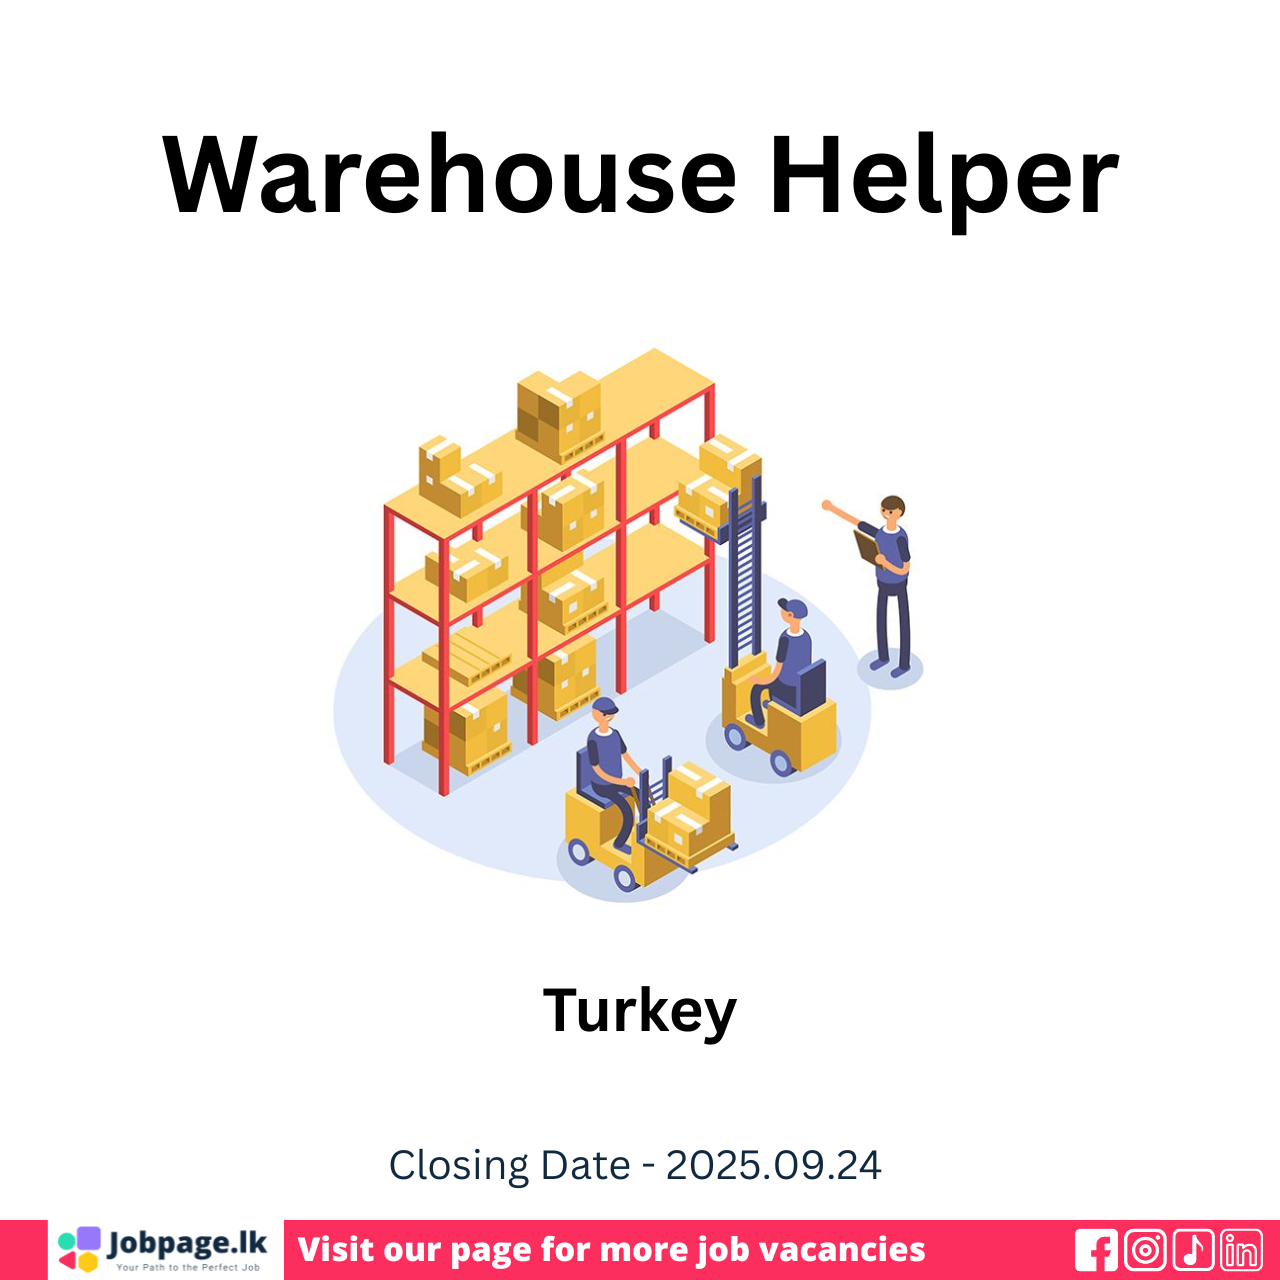 Warehouse Helper
Turkey
Closing Date - 2025.09.24
Jobpage.lk
Your Path to the Perfect Job
Visit our page for more job vacancies
in